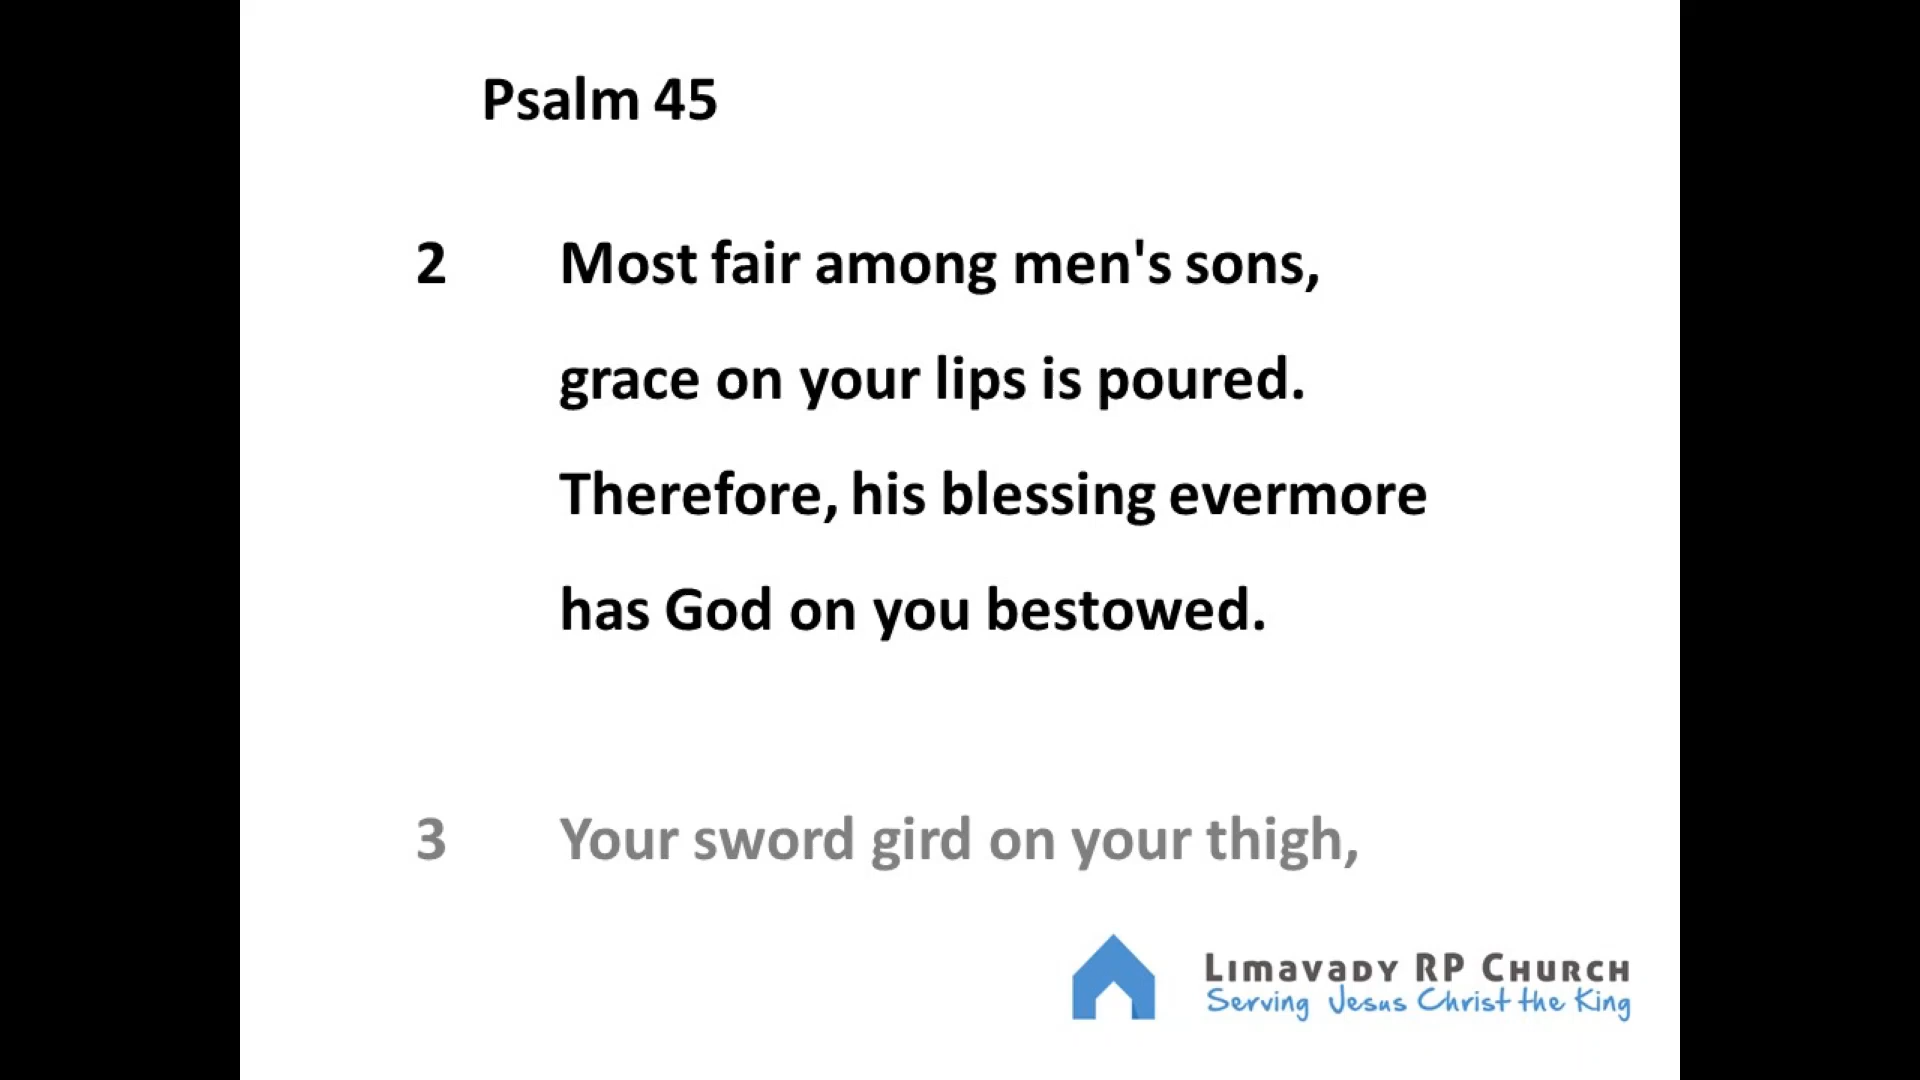 Psalm 45
2 Most fair among men's sons,
grace on your lips is poured.
Therefore, his blessing evermore
has God on you bestowed.
3 Your sword gird on your thigh,
Limavady RP Church
Serving Jesus Christ the King